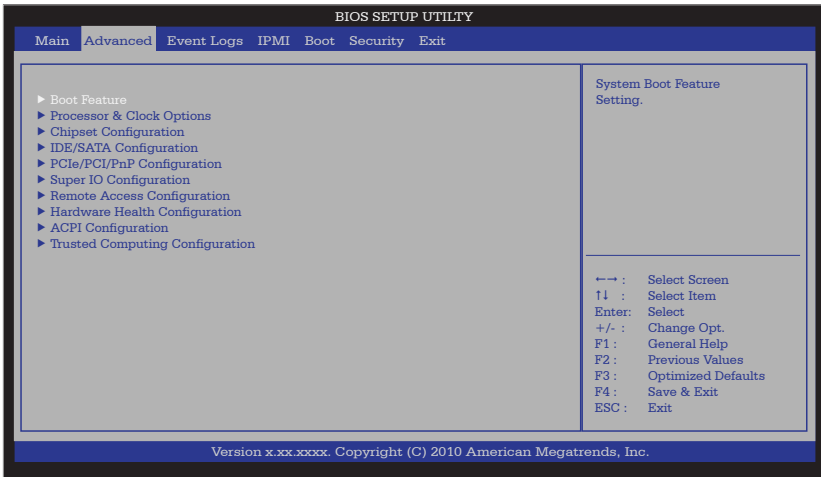 BIOS SETUP UTILTY
Main Advanced Event Logs IPMI Boot Security Exit
▶ Boot Feature
▶ Processor & Clock Options
▶ Chipset Configuration
▶ IDE/SATA Configuration
▶ PCIe/PCI/PnP Configuration
▶ Super IO Configuration
▶ Remote Access Configuration
▶ Hardware Health Configuration
▶ ACPI Configuration
▶ Trusted Computing Configuration
System Boot Feature
Setting.
←→ : Select Screen
↑↓ : Select Item
Enter: Select
+/- : Change Opt.
F1 : General Help
F2 : Previous Values
F3 : Optimized Defaults
F4 : Save & Exit
ESC : Exit
Version x.xx.xxxx. Copyright (C) 2010 American Megatrends, Inc.